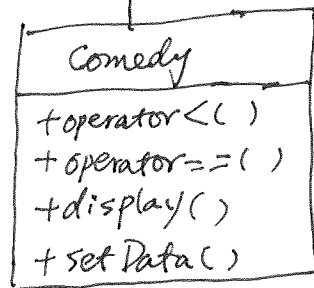 Comedy
+operator<()
+operator==()
+display()
+setData()